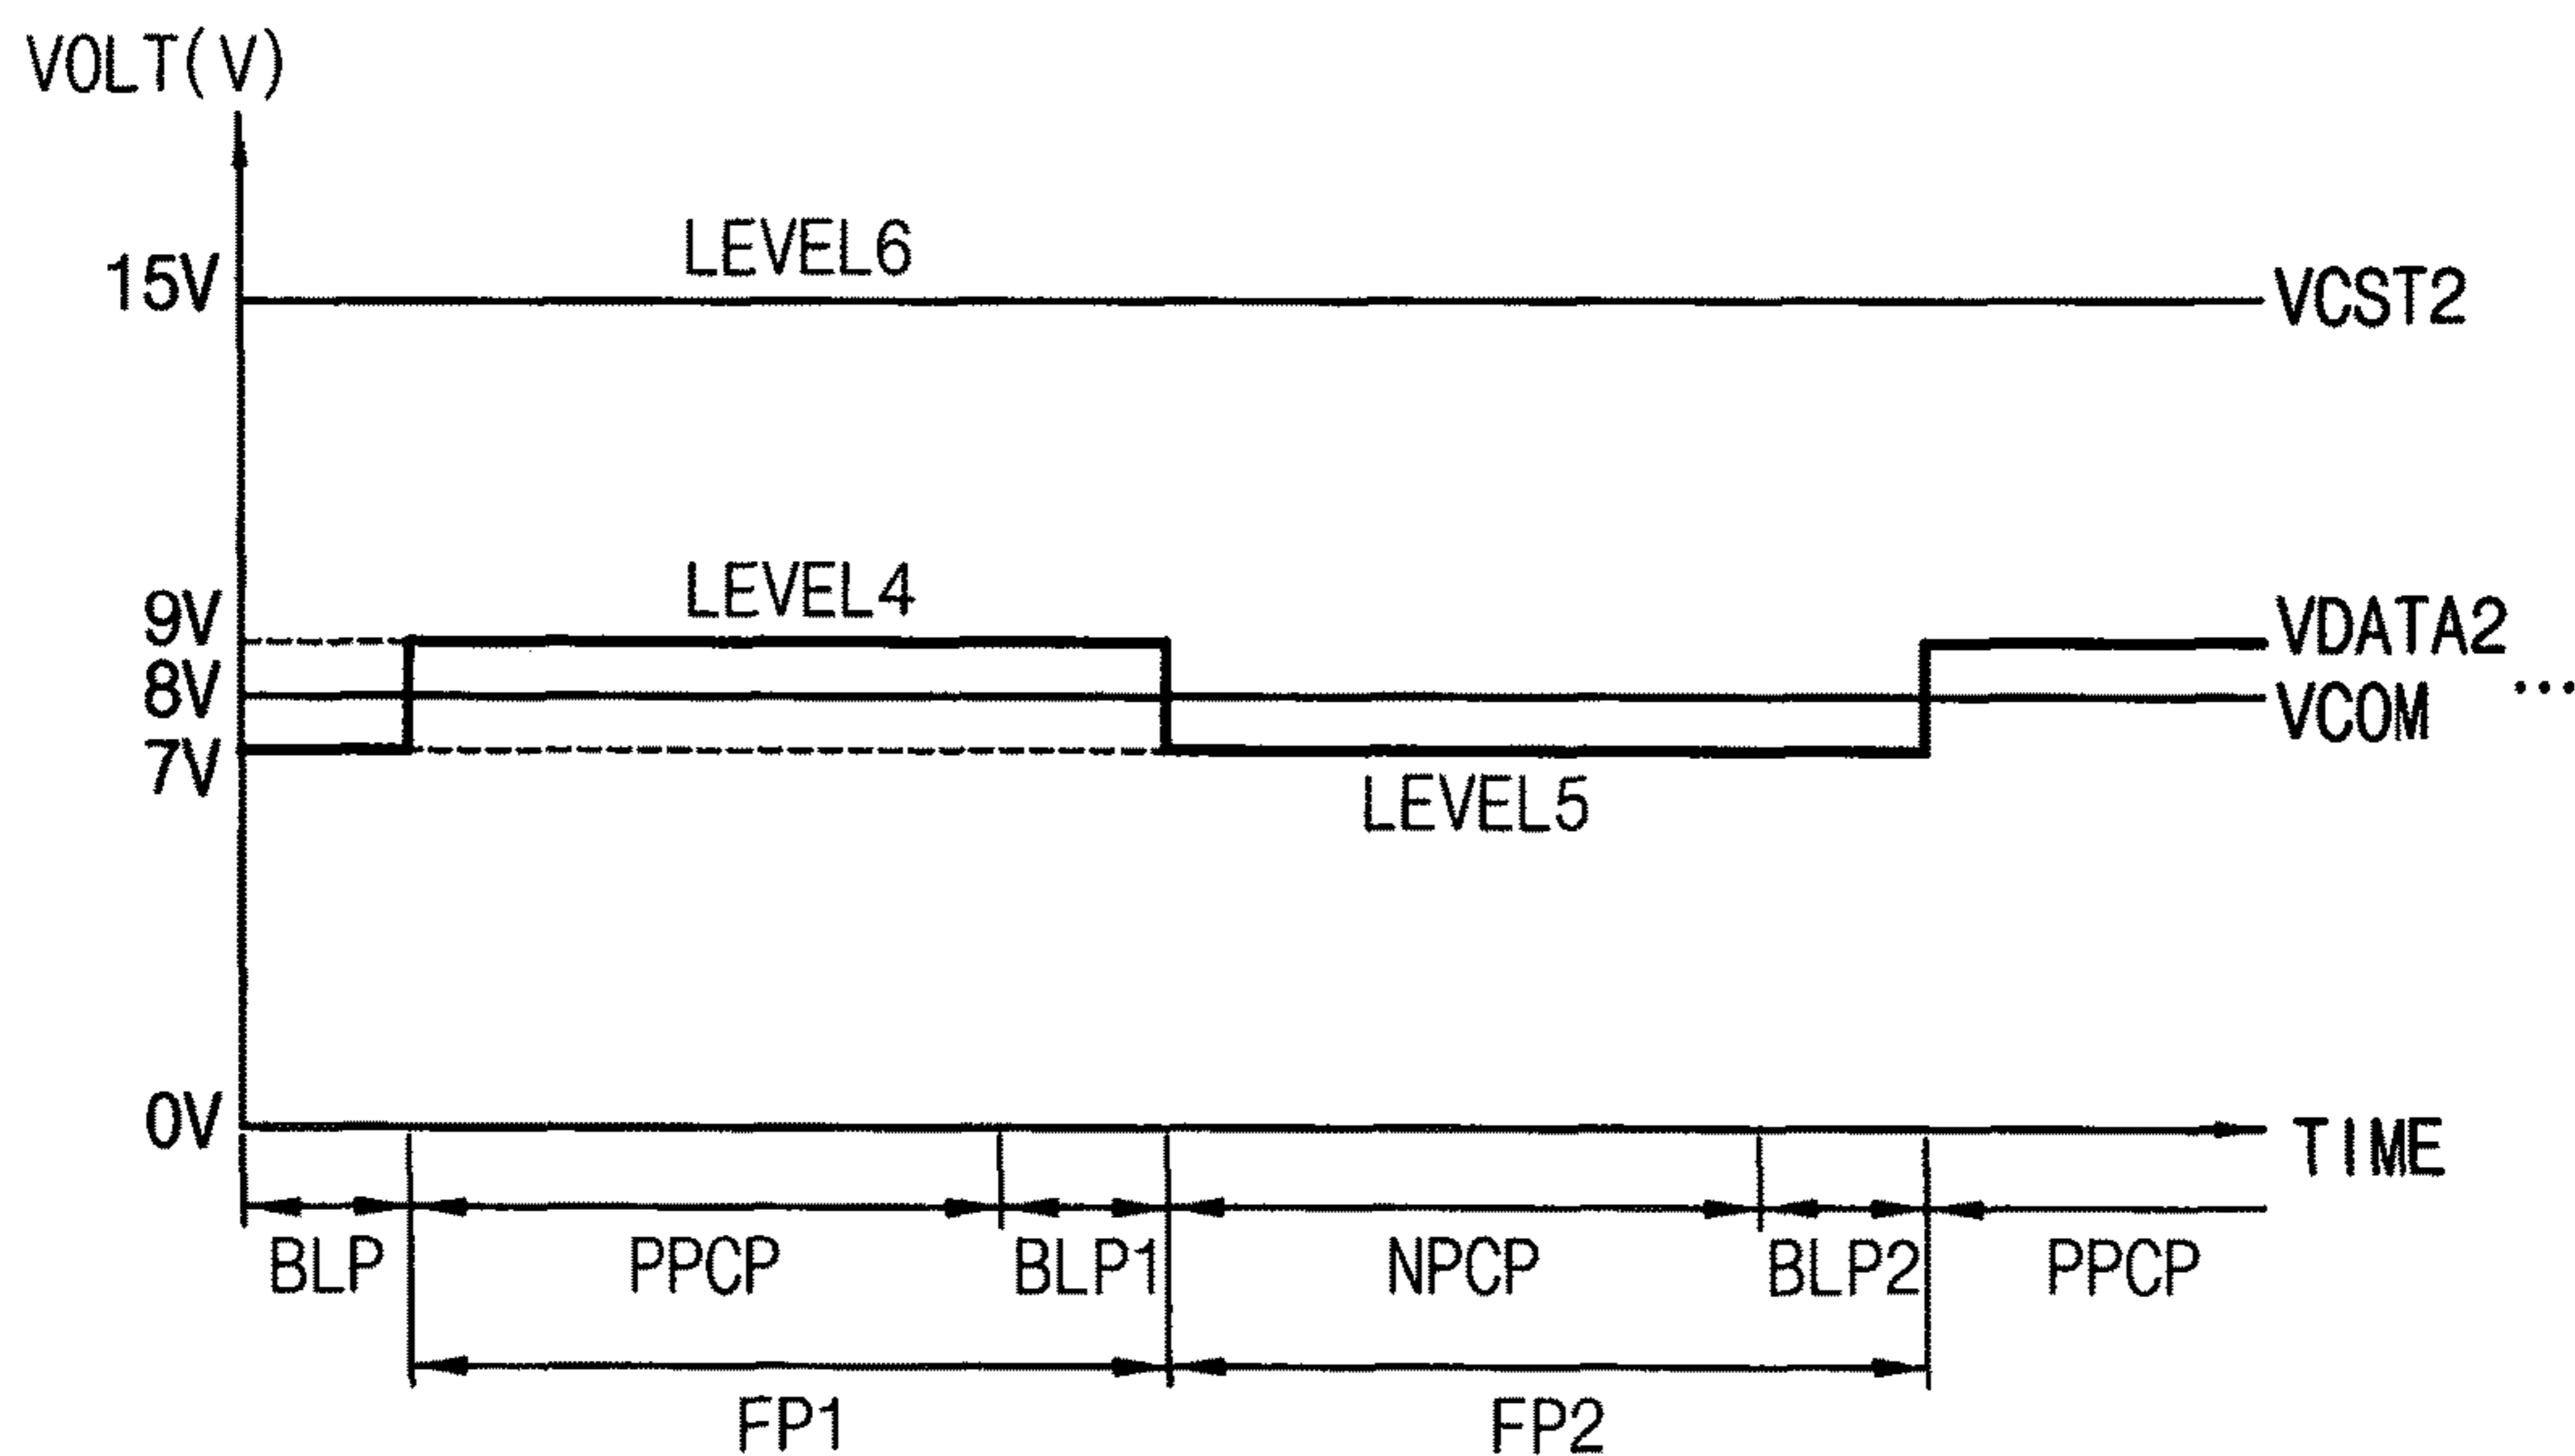 VOLT(V)
LEVEL6
15V
VCST2
LEVEL4
9V
VDATA2
8V
VCOM ...
7V
LEVEL5
0V
TIME
BLP PPCP BLP1 NPCP BLP2 PPCP
FP1 FP2